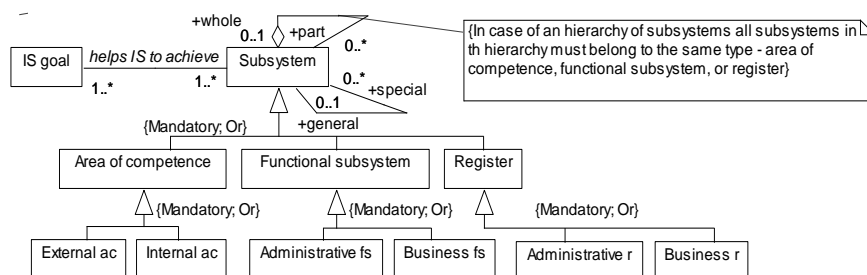 +whole
0..1
+part
0..*
{In case of an hierarchy of subsystems all subsystems in
th hierarchy must belong to the same type - area of
competence, functional subsystem, or register}
IS goal
helps IS to achieve
Subsystem
1..*
1..*
0..*
+special
0..1
+general
{Mandatory; Or}
Area of competence
Functional subsystem
Register
{Mandatory; Or}
{Mandatory; Or}
{Mandatory; Or}
External ac
Internal ac
Administrative fs
Business fs
Administrative r
Business r